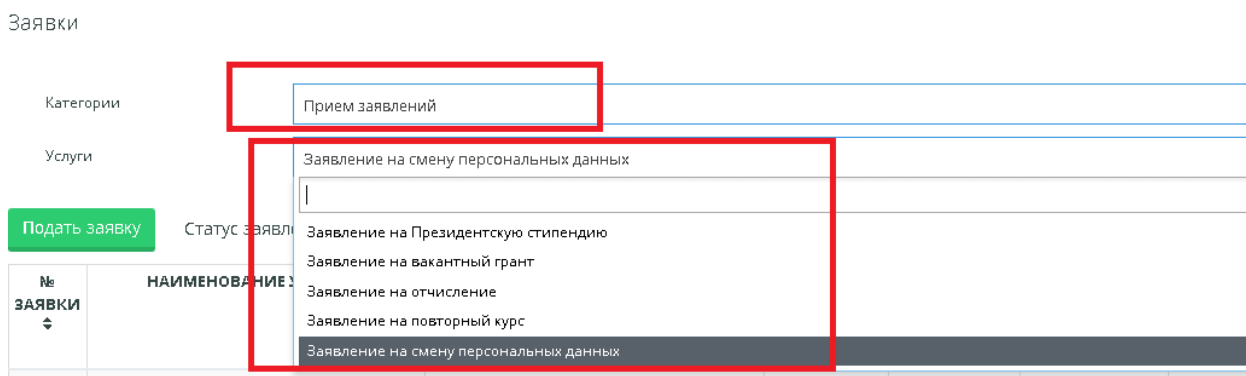 Заявки
Категории
Прием заявлений
Услуги
Заявление на смену персональных данных
Подать заявку
Статус заявл
Заявление на Президентскую стипендию
Заявление на вакантный грант
Заявление на отчисление
Заявление на повторный курс
Заявление на смену персональных данных
№
ЗАЯВКИ
НАИМЕНОВАНИЕ